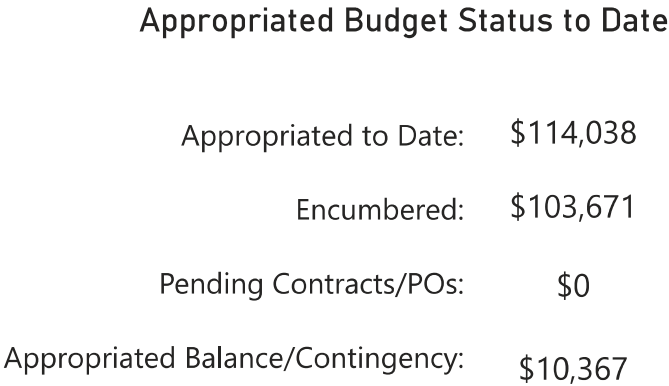 Appropriated Budget Status to Date
Appropriated to Date: $114,038
Encumbered: $103,671
Pending Contracts/POs: $0
Appropriated Balance/Contingency: $10,367